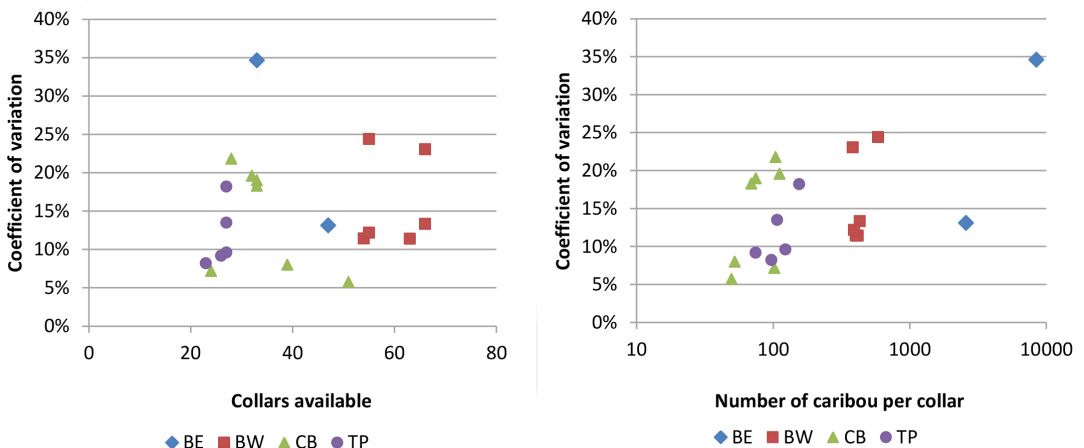 40%
35%
30%
25%
20%
15%
10%
5%
0%
Coefficient of variation
0 20 40 60 80
Collars available
BE BW CB TP
40%
35%
30%
25%
20%
15%
10%
5%
0%
Coefficient of variation
10 100 1000 10000
Number of caribou per collar
BE BW CB TP